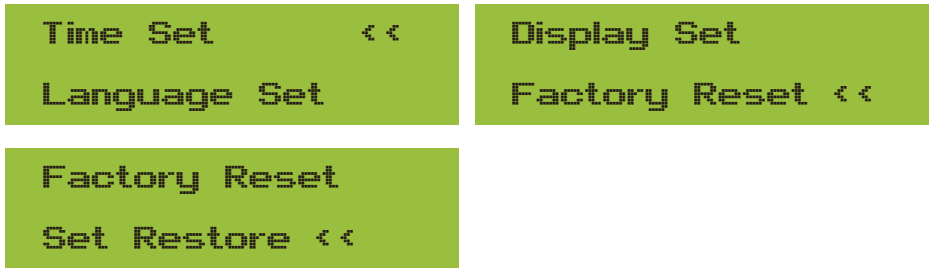 Time Set <<
Language Set
Display Set
Factory Reset <<
Factory Reset
Set Restore <<